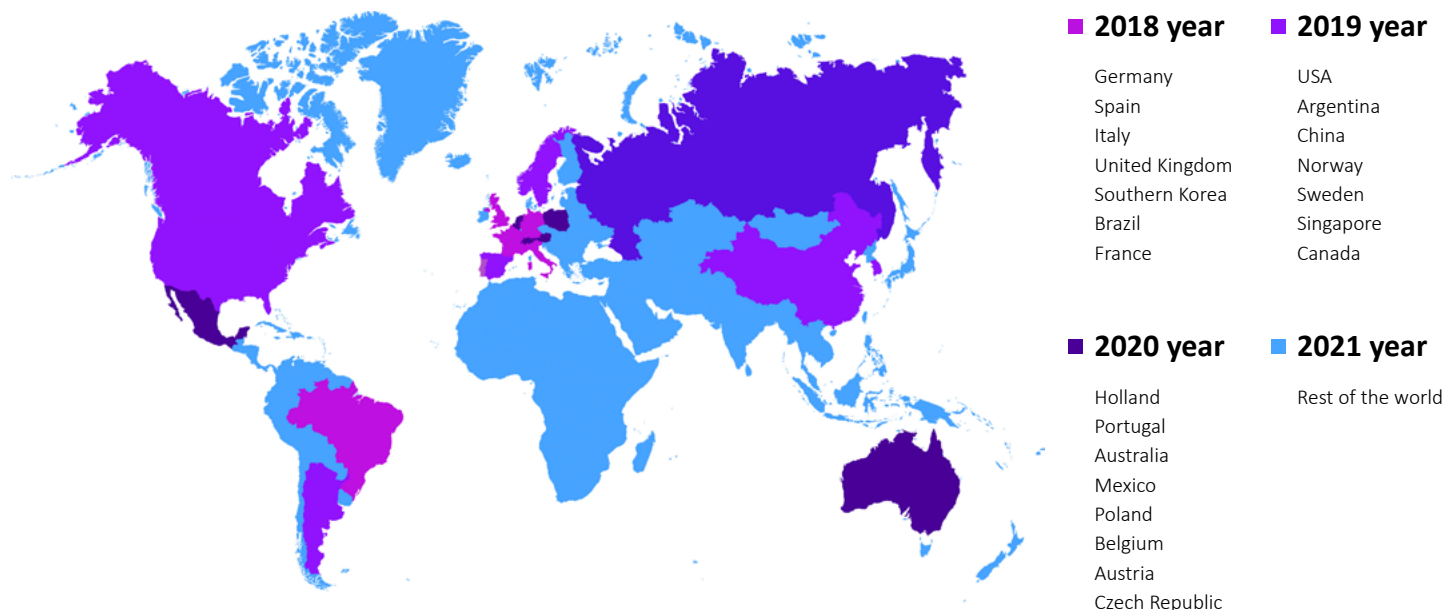 2018 year
Germany
Spain
Italy
United Kingdom
Southern Korea
Brazil
France
2019 year
USA
Argentina
China
Norway
Sweden
Singapore
Canada
2020 year
Holland
Portugal
Australia
Mexico
Poland
Belgium
Austria
Czech Republic
2021 year
Rest of the world